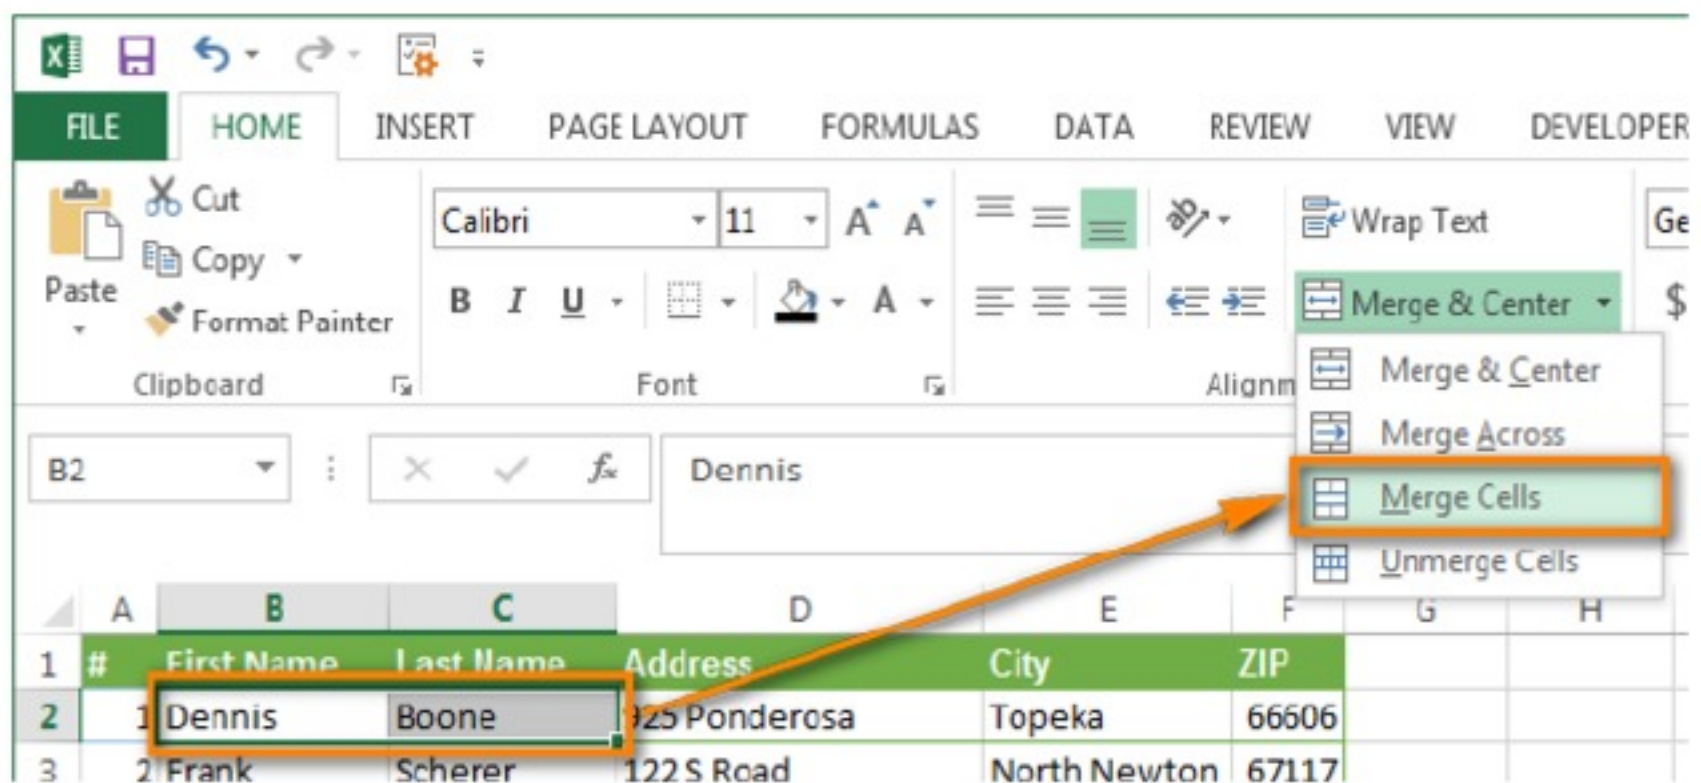 FILE HOME INSERT PAGE LAYOUT FORMULAS DATA REVIEW VIEW DEVELOPER
Cut
Copy
Paste
Format Painter
Clipboard
Calibri 11
B I U A
Font
Wrap Text
Ge
Merge & Center
$
Alignm
Merge & Center
Merge Across
Merge Cells
Unmerge Cells
B2 fx Dennis
A B C D E F G H
1 # First Name Last Name Address City ZIP
2 1 Dennis Boone 925 Ponderosa Topeka 66606
3 2 Frank Scherer 122 S Road North Newton 67117